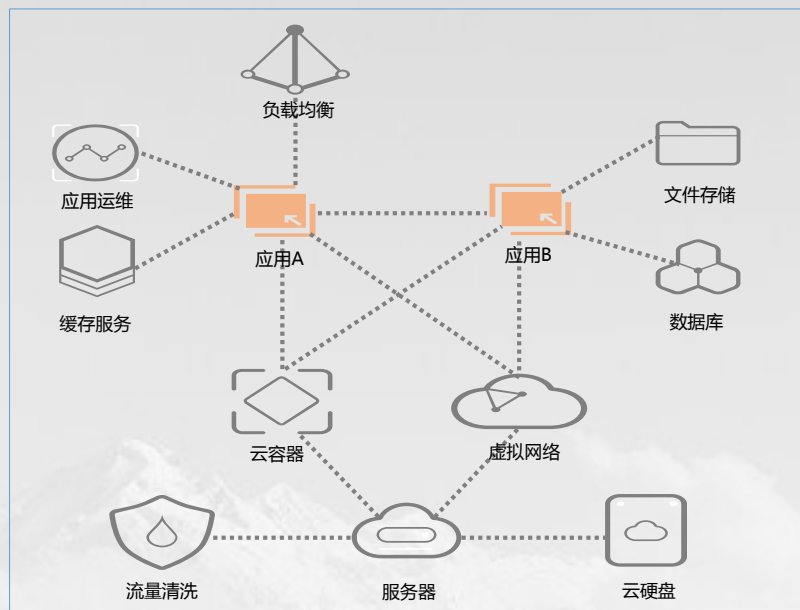 负载均衡
应用运维
文件存储
应用A
应用B
缓存服务
数据库
云容器
虚拟网络
流量清洗
服务器
云硬盘